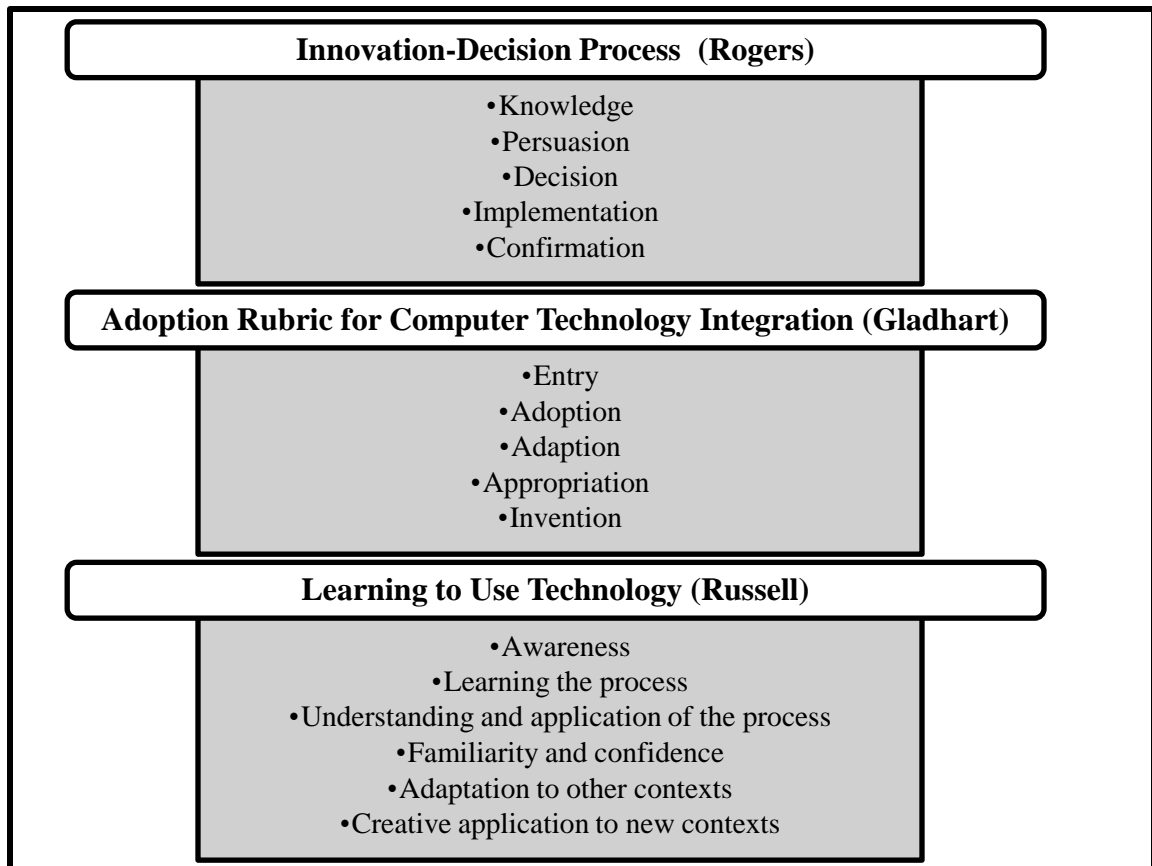 Innovation-Decision Process  (Rogers)
•Knowledge
•Persuasion
•Decision
•Implementation
•Confirmation
Adoption Rubric for Computer Technology Integration (Gladhart)
•Entry
•Adoption
•Adaption
•Appropriation
•Invention
Learning to Use Technology (Russell)
•Awareness
•Learning the process
•Understanding and application of the process
•Familiarity and confidence
•Adaptation to other contexts
•Creative application to new contexts